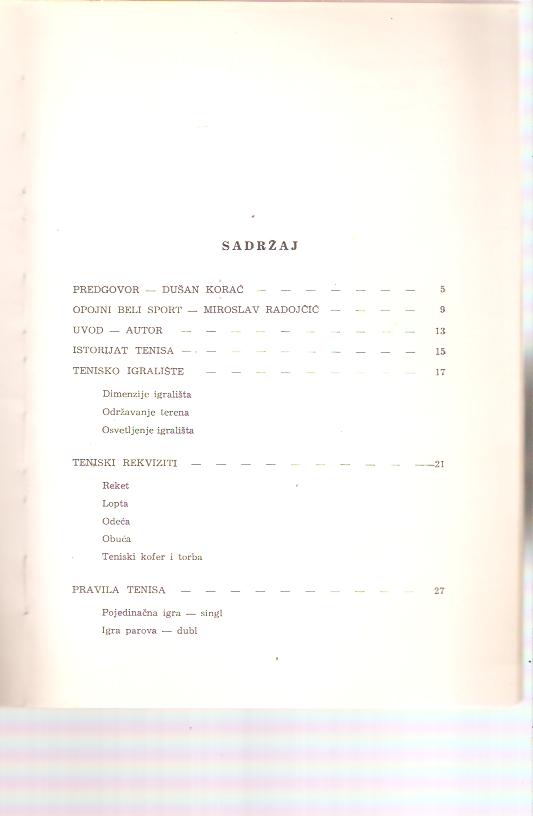 SADRŽAJ
PREDGOVOR — DUŠAN KORAĆ — — — — — — — 5
OPOJNI BELI SPORT — MIROSLAV RADOJČIĆ — — — — 9
UVOD — AUTOR — — — — — — — — — — 13
ISTORIJAT TENISA — — — — — — — — — — 15
TENISKO IGRALIŠTE — — — — — — — — — 17
Dimenzije igrališta
Održavanje terena
Osvetljenje igrališta
TENISKI REKVIZITI — — — — — — — — — —21
Reket
Lopta
Odeća
Obuća
Teniski kofer i torba
PRAVILA TENISA — — — — — — — — — — 27
Pojedinačna igra — singl
Igra parova — dubl